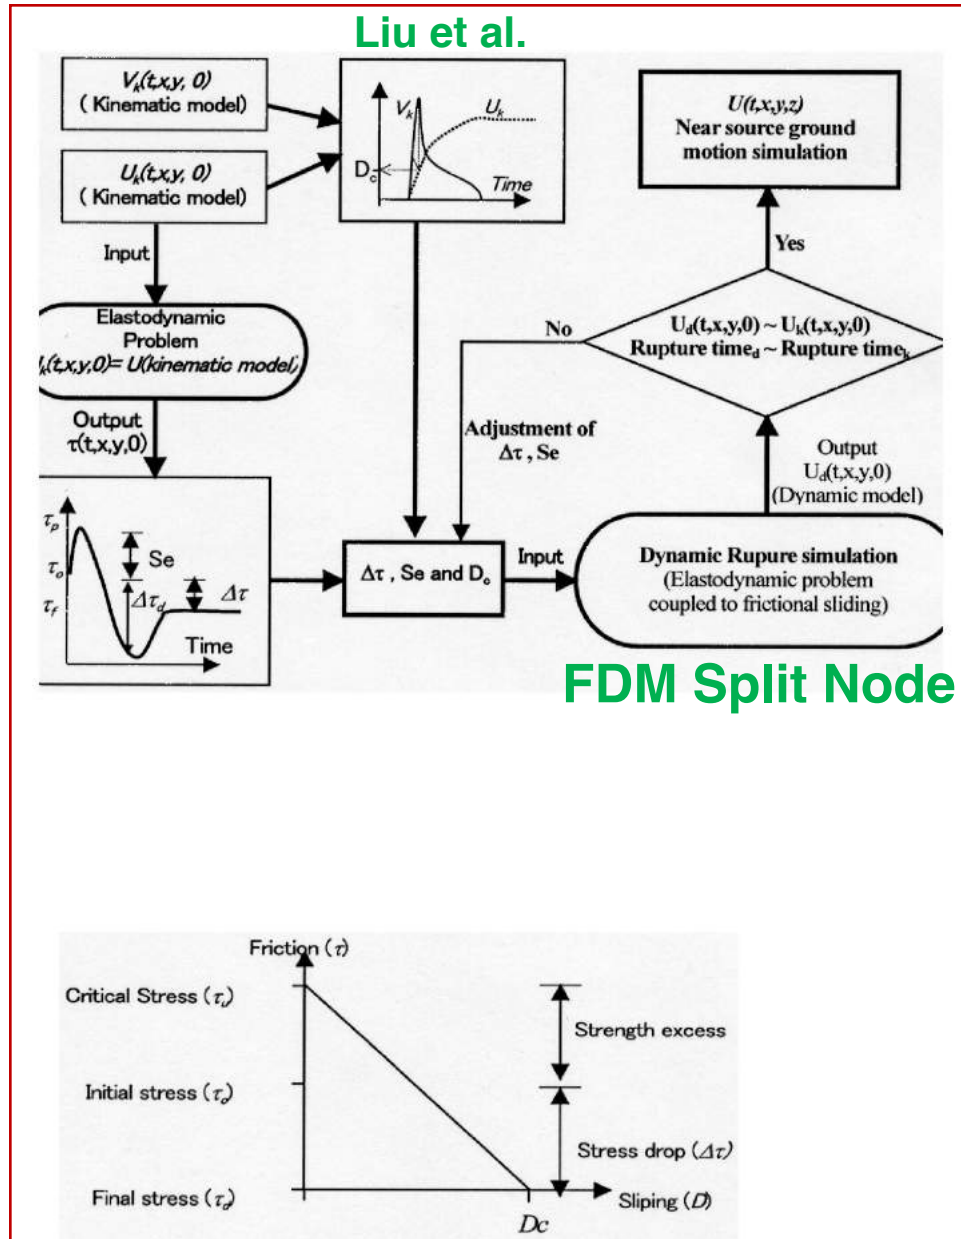 Liu et al.
V_k(t,x,y, 0)
( Kinematic model)
U_k(t,x,y, 0)
( Kinematic model)
V_k
U_k
D_c
Time
U(t,x,y,z)
Near source ground
motion simulation
Input
Yes
Elastodynamic
Problem
_k(t,x,y,0)= U(kinematic model)
No
U_d(t,x,y,0) ~ U_k(t,x,y,0)
Rupture time_d ~ Rupture time_k
Output
τ(t,x,y,0)
Adjustment of
Δτ , Se
Output
U_d(t,x,y,0)
(Dynamic model)
τ_p
τ_o
τ_f
Se
Δτ_d
Δτ
Time
Δτ , Se and D_c
Input
Dynamic Rupure simulation
(Elastodynamic problem
coupled to frictional sliding)
FDM Split Node
Friction (τ)
Critical Stress (τ)
Strength excess
Initial stress (τ)
Stress drop (Δτ)
Final stress (τ)
Sliping (D)
Dc